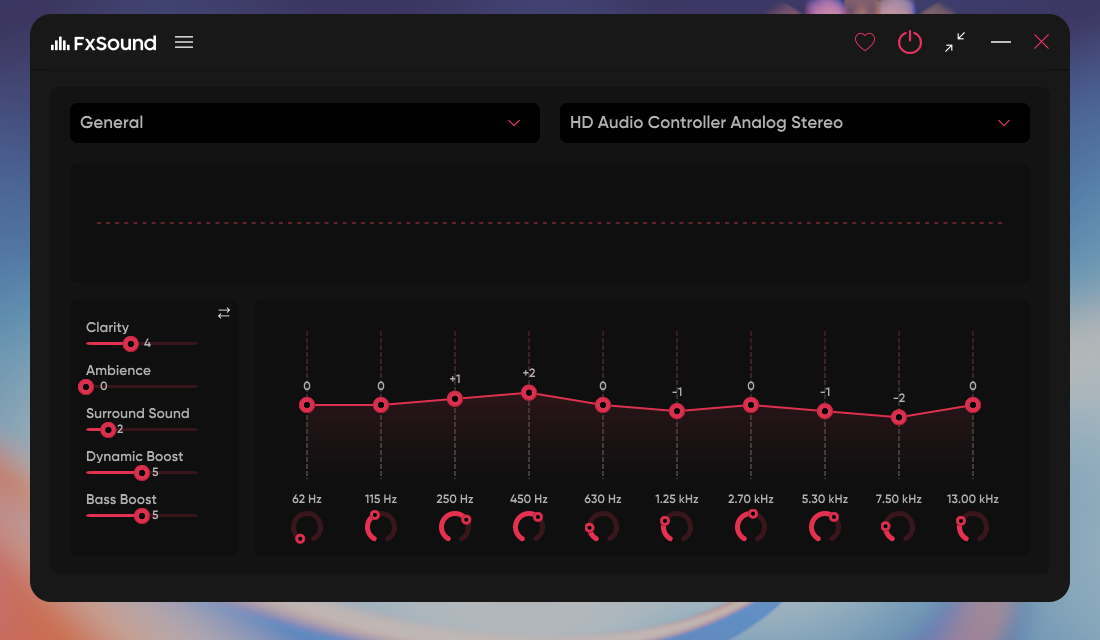 FxSound
General
HD Audio Controller Analog Stereo
Clarity
4
Ambience
0
Surround Sound
2
Dynamic Boost
5
Bass Boost
5
0 0 +1 +2 0 -1 0 -1 -2 0
62 Hz 115 Hz 250 Hz 450 Hz 630 Hz 1.25 kHz 2.70 kHz 5.30 kHz 7.50 kHz 13.00 kHz